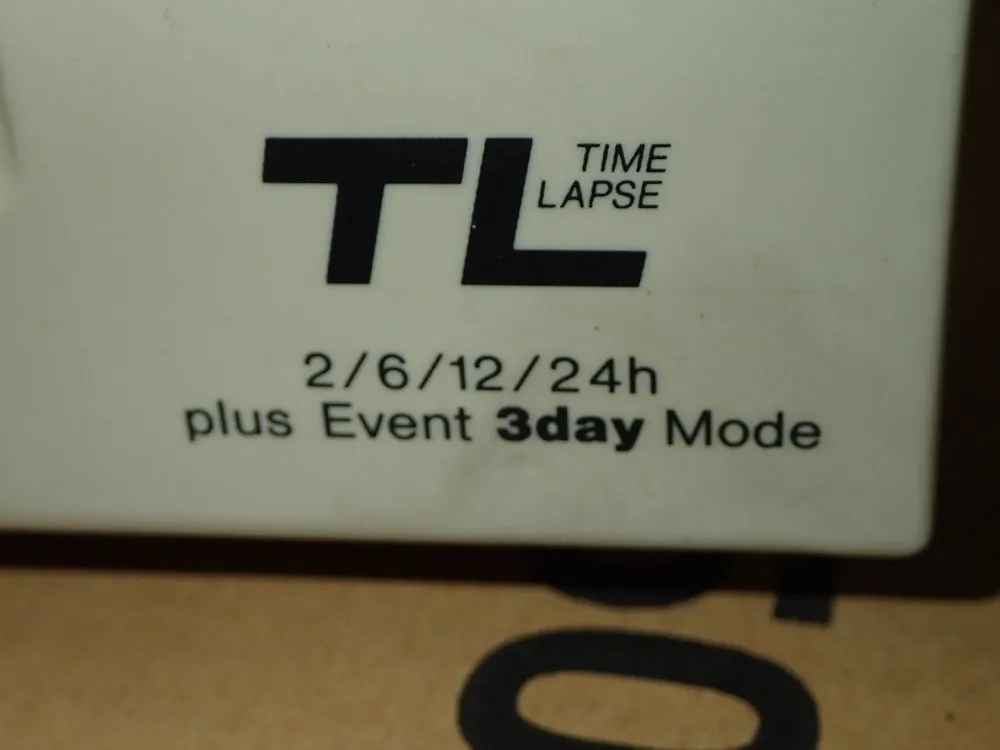 TL TIME
LAPSE
2/6/12/24h
plus Event 3day Mode